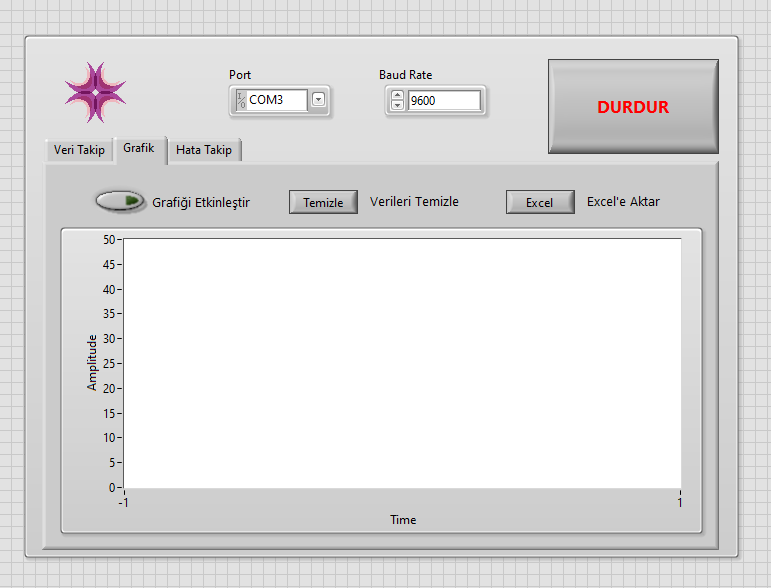 Port
Baud Rate
I/O COM3
9600
DURDUR
Veri Takip
Grafik
Hata Takip
Grafiği Etkinleştir
Temizle
Verileri Temizle
Excel
Excel'e Aktar
50
45
40
35
30
25
20
15
10
5
0
Amplitude
-1
1
Time